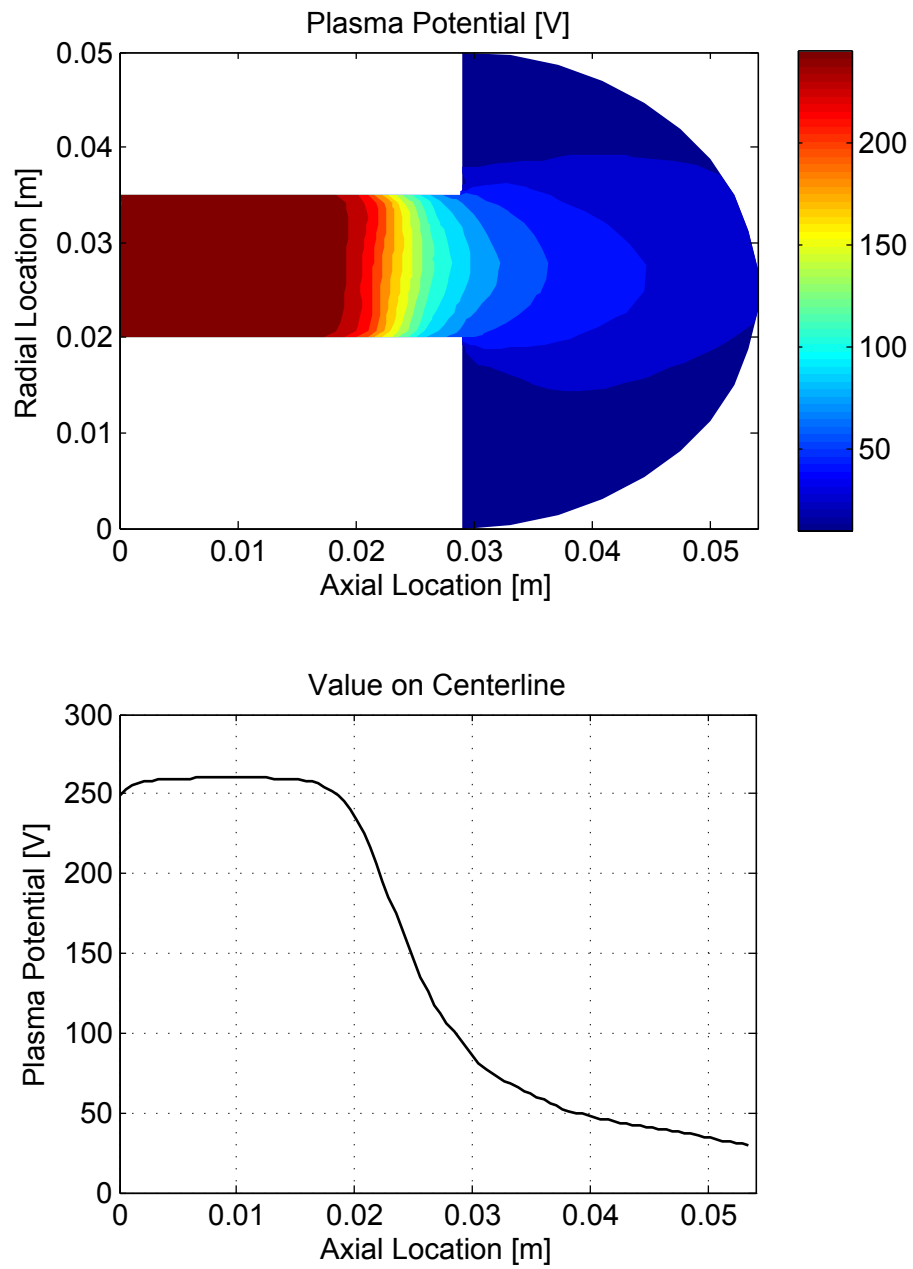 Plasma Potential [V]
0.05
0.04
0.03
0.02
0.01
0
Radial Location [m]
0 0.01 0.02 0.03 0.04 0.05
Axial Location [m]
200
150
100
50
Value on Centerline
300
250
200
150
100
50
0
Plasma Potential [V]
0 0.01 0.02 0.03 0.04 0.05
Axial Location [m]